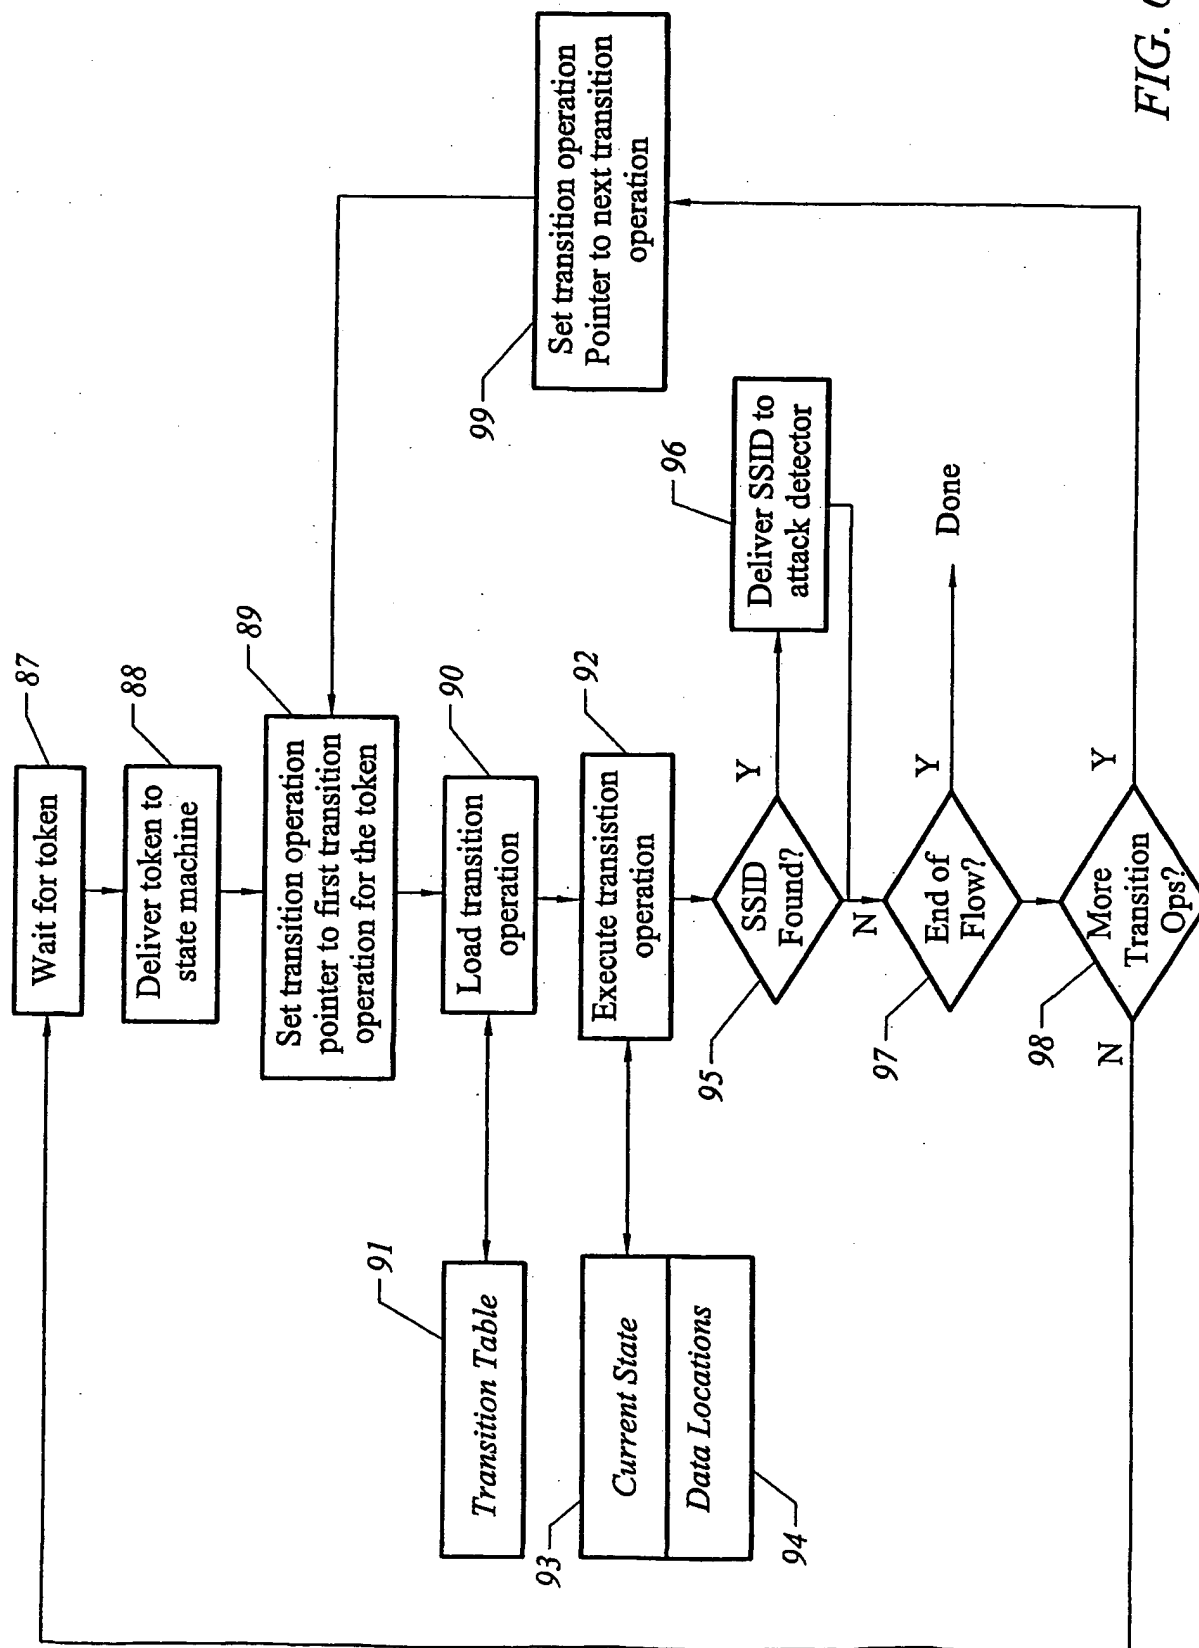 87
Wait for token
88
Deliver token to
state machine
89
Set transition operation
pointer to first transition
operation for the token
90
Load transition
operation
91
Transition Table
92
Execute transistion
operation
93
Current State
Data Locations
94
95
SSID
Found?
Y
N
96
Deliver SSID to
attack detector
97
End of
Flow?
Y
Done
98
More
Transition
Ops?
N
Y
99
Set transition operation
Pointer to next transition
operation
FIG.